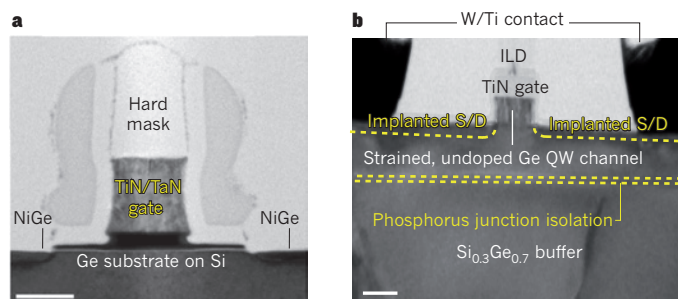 a
Hard
mask
TiN/TaN
gate
NiGe
NiGe
Ge substrate on Si
b
W/Ti contact
ILD
TiN gate
Implanted S/D
Implanted S/D
Strained, undoped Ge QW channel
Phosphorus junction isolation
Si0.3Ge0.7 buffer